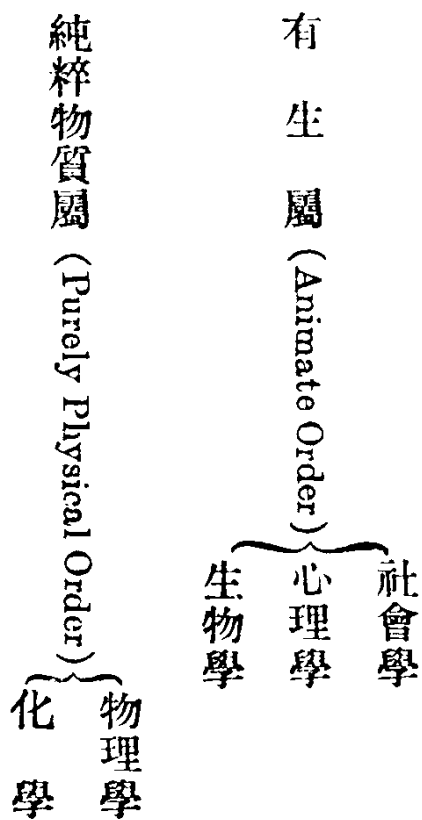 有生屬 (Animate Order)
社會學
心理學
生物學
純粹物質屬 (Purely Physical Order)
物理學
化學